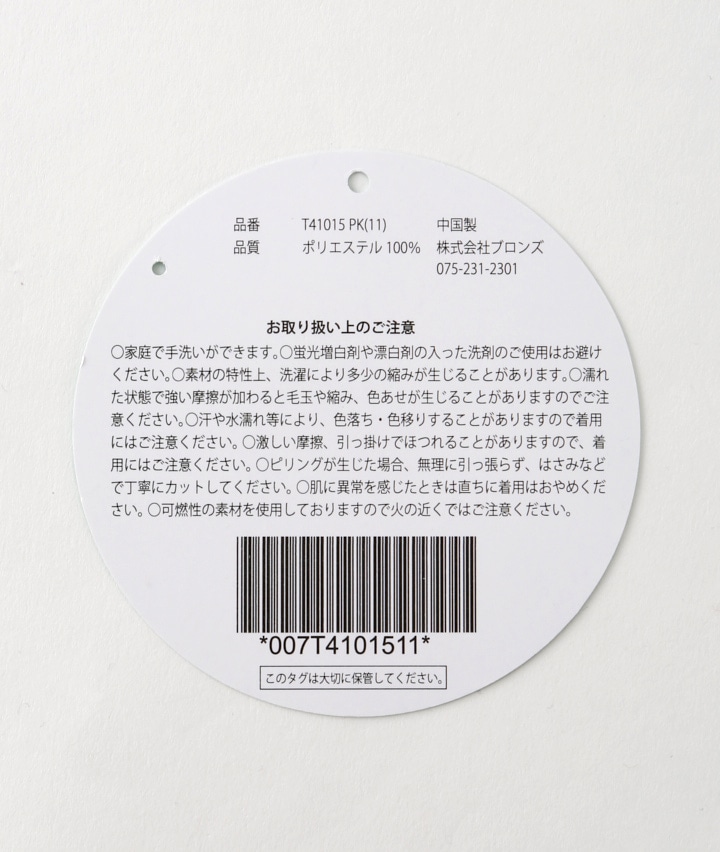 品番 T41015 PK(11) 中国製
品質 ポリエステル 100% 株式会社ブロンズ
075-231-2301
お取り扱い上のご注意
〇家庭で手洗いができます。〇蛍光増白剤や漂白剤の入った洗剤のご使用はお避け
ください。〇素材の特性上、洗濯により多少の縮みが生じることがあります。〇濡れ
た状態で強い摩擦が加わると毛玉や縮み、色あせが生じることがありますのでご注
意ください。〇汗や水濡れ等により、色落ち・色移りすることがありますので着用
にはご注意ください。〇激しい摩擦、引っ掛けでほつれることがありますので、着
用にはご注意ください。〇ピリングが生じた場合、無理に引っ張らず、はさみなど
で丁寧にカットしてください。〇肌に異常を感じたときは直ちに着用はおやめくだ
さい。〇可燃性の素材を使用しておりますので火の近くではご注意ください。
*007T4101511*
このタグは大切に保管してください。